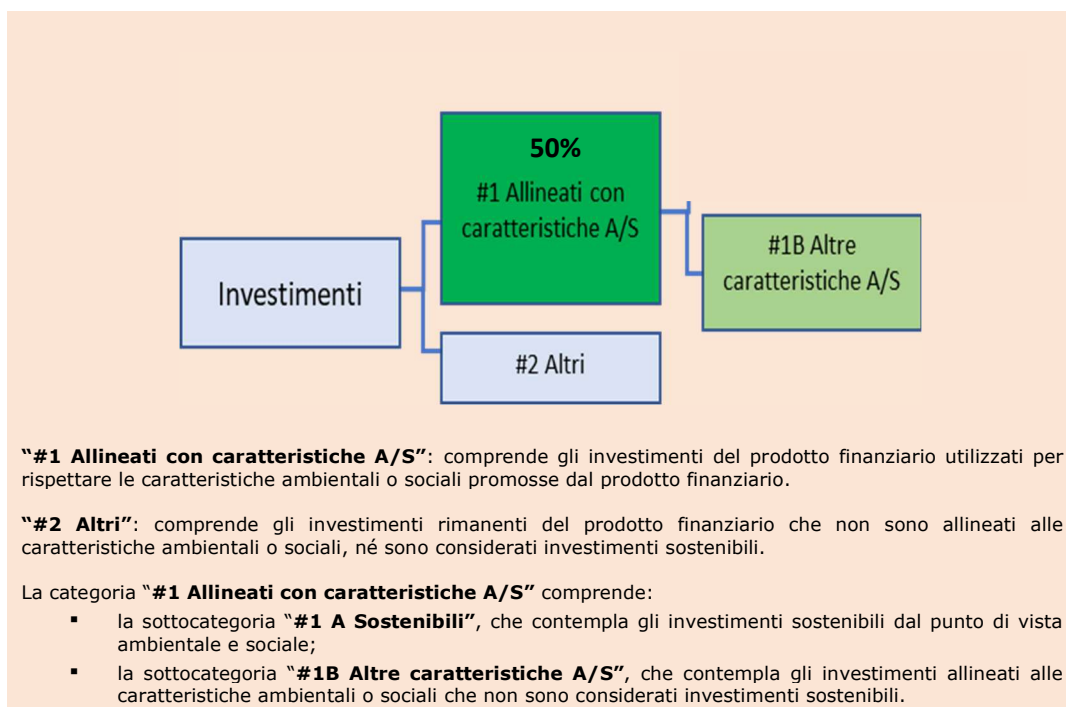 50%
#1 Allineati con
caratteristiche A/S
#1B Altre
caratteristiche A/S
Investimenti
#2 Altri
“#1 Allineati con caratteristiche A/S”: comprende gli investimenti del prodotto finanziario utilizzati per
rispettare le caratteristiche ambientali o sociali promosse dal prodotto finanziario.
“#2 Altri”: comprende gli investimenti rimanenti del prodotto finanziario che non sono allineati alle
caratteristiche ambientali o sociali, né sono considerati investimenti sostenibili.
La categoria “#1 Allineati con caratteristiche A/S” comprende:
▪ la sottocategoria “#1 A Sostenibili”, che contempla gli investimenti sostenibili dal punto di vista
ambientale e sociale;
▪ la sottocategoria “#1B Altre caratteristiche A/S”, che contempla gli investimenti allineati alle
caratteristiche ambientali o sociali che non sono considerati investimenti sostenibili.